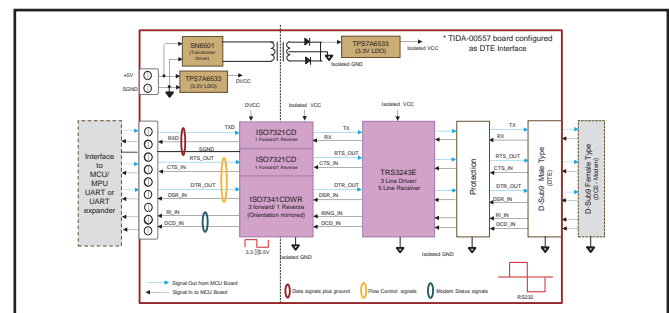 * TIDA-00557 board configured
as DTE Interface
SN6501
(Transformer
Driver)
TPS7A6533
(3.3V LDO)
Isolated VCC
Isolated GND
+5V
SGND
TPS7A6533
(3.3V LDO)
DVCC
DVCC
Isolated VCC
Isolated VCC
Interface
to
MCU/
MPU
UART or
UART
expander
TXD
RXD
SGND
RTS_OUT
CTS_IN
DTR_OUT
DSR_IN
RI_IN
DCD_IN
ISO7321CD
1 Forward/1 Reverse
ISO7321CD
1 Forward/1 Reverse
ISO7341CDWR
3 forward/ 1 Reverse
(Orientation mirrored)
TX
RX
RTS_OUT
CTS_IN
DTR_OUT
DSR_IN
RING_IN
DCD_IN
TRS3243E
3 Line Driver/
5 Line Receiver
Protection
TX
RX
RTS_OUT
CTS_IN
DTR_OUT
DSR_IN
RI_IN
DCD_IN
D-Sub9 Male Type
(DTE)
D-Sub9 Female Type
(DCE - Modem)
Isolated GND
Isolated GND
3.3 5.5V
Signal Out from MCU Board
Signal In to MCU Board
Data signals plus ground
Flow Control signals
Modem Status signals
RS232